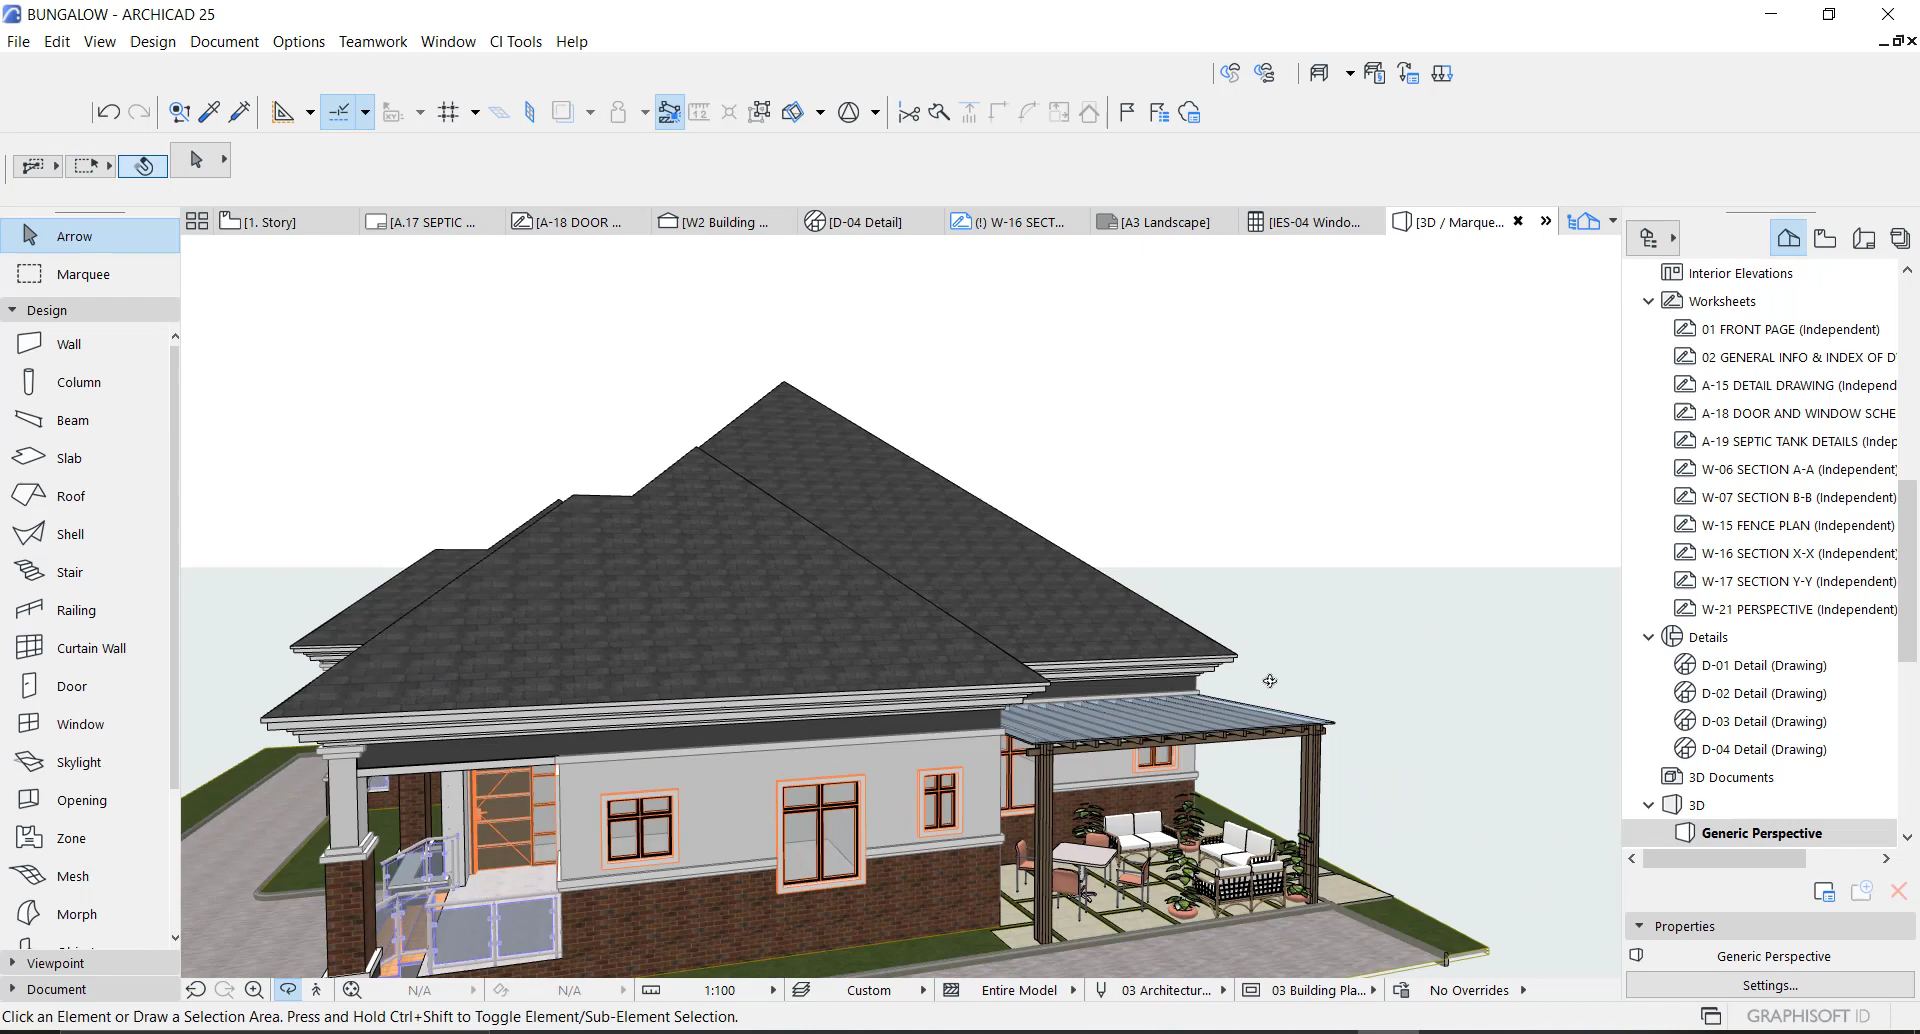 BUNGALOW - ARCHICAD 25
File Edit View Design Document Options Teamwork Window CI Tools Help
[1. Story] [A.17 SEPTIC ... [A-18 DOOR ... [W2 Building ... [D-04 Detail] (!) W-16 SECT... [A3 Landscape] [IES-04 Windo... [3D / Marque...
Arrow
Marquee
Design
Wall
Column
Beam
Slab
Roof
Shell
Stair
Railing
Curtain Wall
Door
Window
Skylight
Opening
Zone
Mesh
Morph
Viewpoint
Document
Interior Elevations
Worksheets
01 FRONT PAGE (Independent)
02 GENERAL INFO & INDEX OF D
A-15 DETAIL DRAWING (Independ
A-18 DOOR AND WINDOW SCHE
A-19 SEPTIC TANK DETAILS (Indep
W-06 SECTION A-A (Independent)
W-07 SECTION B-B (Independent)
W-15 FENCE PLAN (Independent)
W-16 SECTION X-X (Independent)
W-17 SECTION Y-Y (Independent)
W-21 PERSPECTIVE (Independent)
Details
D-01 Detail (Drawing)
D-02 Detail (Drawing)
D-03 Detail (Drawing)
D-04 Detail (Drawing)
3D Documents
3D
Generic Perspective
Properties
Generic Perspective
Settings...
N/A N/A 1:100 Custom Entire Model 03 Architectur... 03 Building Pla... No Overrides
Click an Element or Draw a Selection Area. Press and Hold Ctrl+Shift to Toggle Element/Sub-Element Selection.
GRAPHISOFT ID